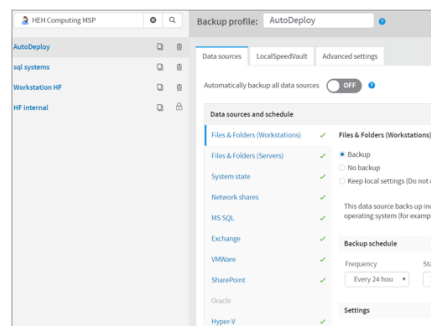 HEH Computing MSP
Backup profile: AutoDeploy
AutoDeploy
sql systems
Workstation HF
HF internal
Data sources
LocalSpeedVault
Advanced settings
Automatically backup all data sources OFF
Data sources and schedule
Files & Folders (Workstations)
Files & Folders (Servers)
System state
Network shares
MS SQL
Exchange
VMWare
SharePoint
Oracle
Hyper-V
Files & Folders (Workstations)
Backup
No backup
Keep local settings (Do not
This data source backs up
operating system (for
Backup schedule
Frequency
Every 24 hou
Settings